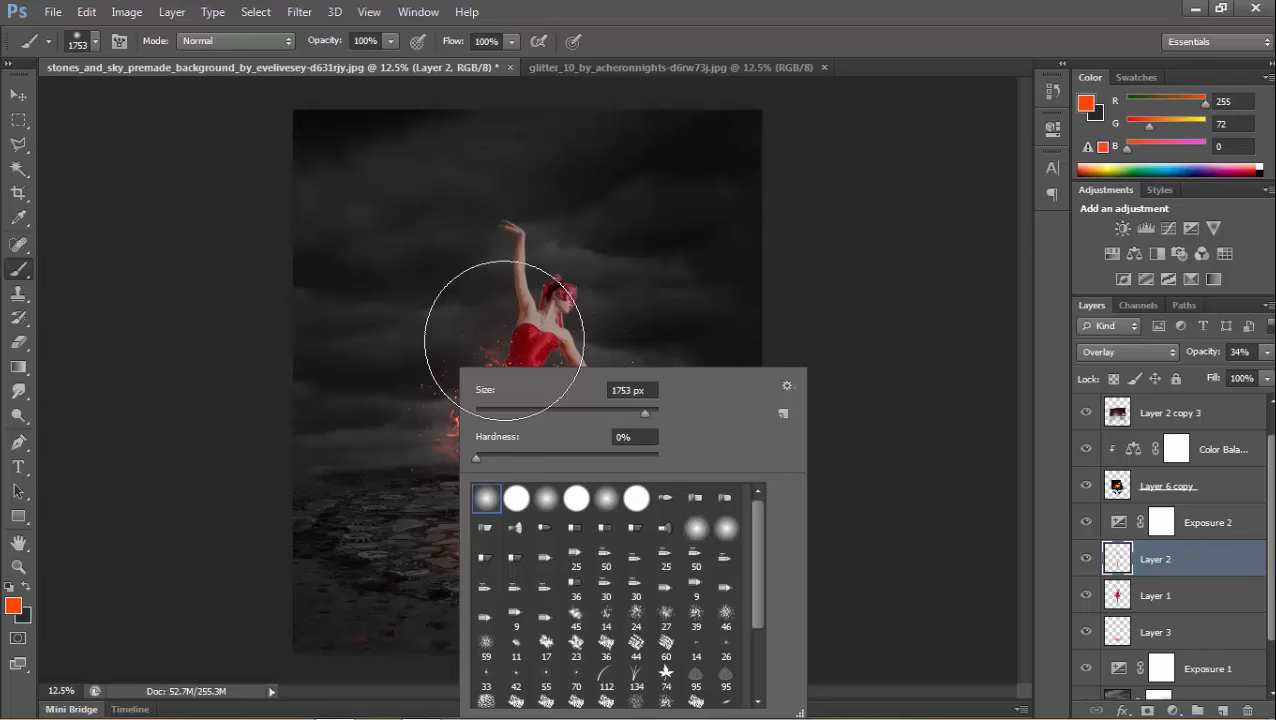 Ps File Edit Image Layer Type Select Filter 3D View Window Help
1753 Mode: Normal Opacity: 100% Flow: 100% Essentials
stones_and_sky_premade_background_by_evelivesey-d631rjy.jpg @ 12.5% (Layer 2, RGB/8) * × glitter_10_by_acheronnights-d6rw73j.jpg @ 12.5% (RGB/8) ×
Color Swatches
R 255
G 72
B 0
Adjustments Styles
Add an adjustment
Layers Channels Paths
Kind
Overlay Opacity: 34%
Lock: Fill: 100%
Layer 2 copy 3
Color Bala...
Layer 6 copy
Exposure 2
Layer 2
Layer 1
Layer 3
Exposure 1
Size: 1753 px
Hardness: 0%
25 50 25 50
36 30 30 9
9 45 14 24 27 39 46
59 11 17 23 36 44 60 14 26
33 42 55 70 112 134 74 95 95
12.5% Doc: 52.7M/255.3M
Mini Bridge Timeline
T
A
fx